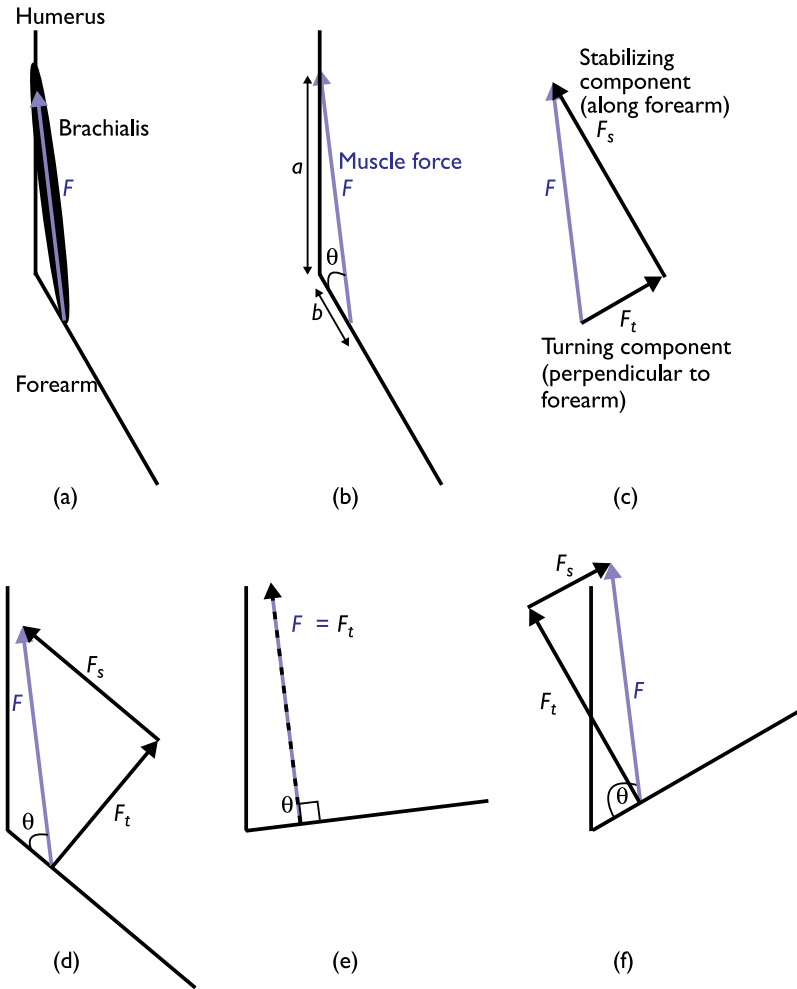 Humerus
Brachialis
F
Forearm
(a)
a
Muscle force
F
θ
b
(b)
Stabilizing
component
(along forearm)
Fs
F
Ft
Turning component
(perpendicular to
forearm)
(c)
Fs
F
Ft
θ
(d)
F = Ft
θ
(e)
Fs
Ft
F
θ
(f)